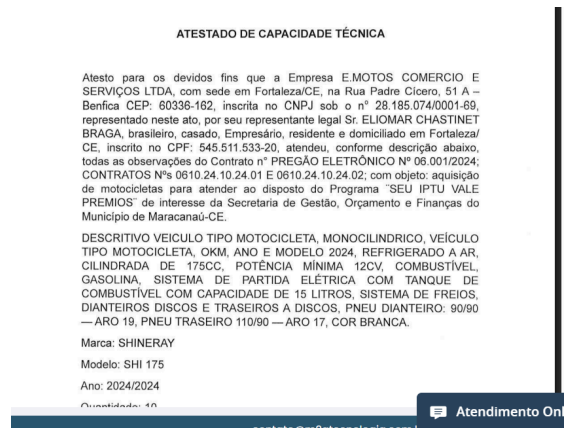 ATESTADO DE CAPACIDADE TÉCNICA
Atesto para os devidos fins que a Empresa E.MOTOS COMERCIO E
SERVIÇOS LTDA, com sede em Fortaleza/CE, na Rua Padre Cícero, 51 A –
Benfica CEP: 60336-162, inscrita no CNPJ sob o n° 28.185.074/0001-69,
representado neste ato, por seu representante legal Sr. ELIOMAR CHASTINET
BRAGA, brasileiro, casado, Empresário, residente e domiciliado em Fortaleza/
CE, inscrito no CPF: 545.511.533-20, atendeu, conforme descrição abaixo,
todas as observações do Contrato n° PREGÃO ELETRÔNICO Nº 06.001/2024;
CONTRATOS Nºs 0610.24.10.24.01 E 0610.24.10.24.02; com objeto: aquisição
de motocicletas para atender ao disposto do Programa ¨SEU IPTU VALE
PREMIOS¨ de interesse da Secretaria de Gestão, Orçamento e Finanças do
Município de Maracanaú-CE.
DESCRITIVO VEICULO TIPO MOTOCICLETA, MONOCILINDRICO, VEÍCULO
TIPO MOTOCICLETA, OKM, ANO E MODELO 2024, REFRIGERADO A AR,
CILINDRADA DE 175CC, POTÊNCIA MÍNIMA 12CV, COMBUSTÍVEL,
GASOLINA, SISTEMA DE PARTIDA ELÉTRICA COM TANQUE DE
COMBUSTÍVEL COM CAPACIDADE DE 15 LITROS, SISTEMA DE FREIOS,
DIANTEIROS DISCOS E TRASEIROS A DISCOS, PNEU DIANTEIRO: 90/90
— ARO 19, PNEU TRASEIRO 110/90 — ARO 17, COR BRANCA.
Marca: SHINERAY
Modelo: SHI 175
Ano: 2024/2024
Quantidade: 10
Atendimento Onl